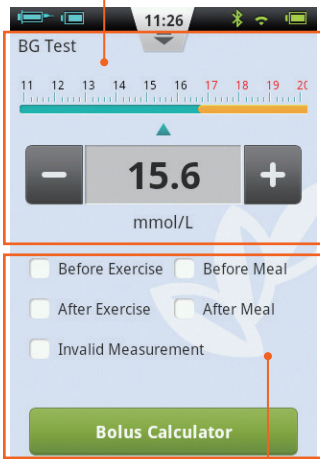 11:26
BG Test
11 12 13 14 15 16 17 18 19 20
− 15.6 +
mmol/L
Before Exercise Before Meal
After Exercise After Meal
Invalid Measurement
Bolus Calculator